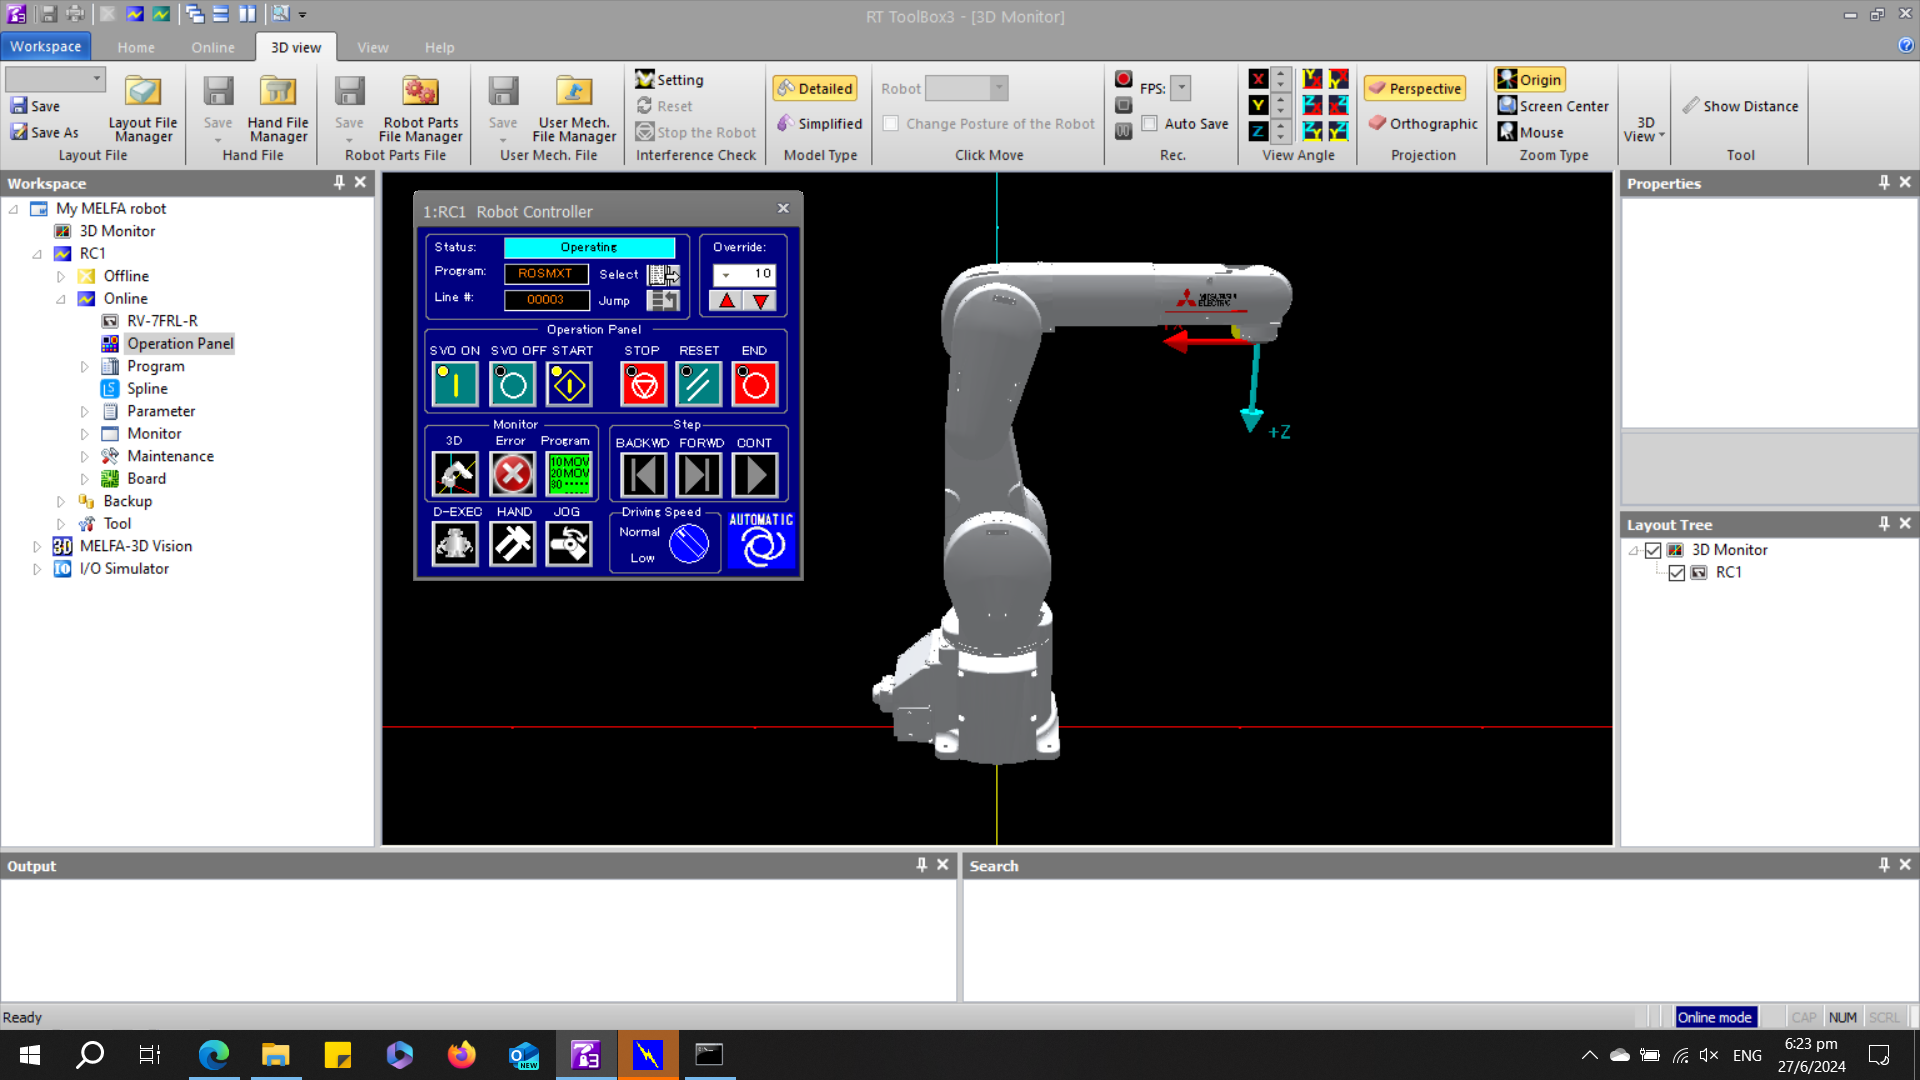 RT ToolBox3 - [3D Monitor]
Workspace
Home
Online
3D view
View
Help
Save
Save As
Layout File
Manager
Layout File
Save
Hand File
Manager
Hand File
Save
Robot Parts
File Manager
Robot Parts File
Save
User Mech.
File Manager
User Mech. File
Setting
Reset
Stop the Robot
Interference Check
Detailed
Simplified
Model Type
Robot
Change Posture of the Robot
Click Move
FPS:
Auto Save
Rec.
X
Y
Z
View Angle
Perspective
Orthographic
Projection
Origin
Screen Center
Mouse
Zoom Type
3D
View
Show Distance
Tool
Workspace
My MELFA robot
3D Monitor
RC1
Offline
Online
RV-7FRL-R
Operation Panel
Program
Spline
Parameter
Monitor
Maintenance
Board
Backup
Tool
MELFA-3D Vision
I/O Simulator
1:RC1 Robot Controller
Status:
Operating
Override:
Program:
ROSMXT
Select
10
Line #:
00003
Jump
Operation Panel
SVO ON
SVO OFF
START
STOP
RESET
END
Monitor
3D
Error
Program
10MOV
20MOV
30
Step
BACKWD
FORWD
CONT
D-EXEC
HAND
JOG
Driving Speed
Normal
Low
AUTOMATIC
MITSUBISHI
ELECTRIC
+X
+Z
Properties
Layout Tree
3D Monitor
RC1
Output
Search
Ready
Online mode
CAP
NUM
SCRL
NEW
ENG
6:23 pm
27/6/2024